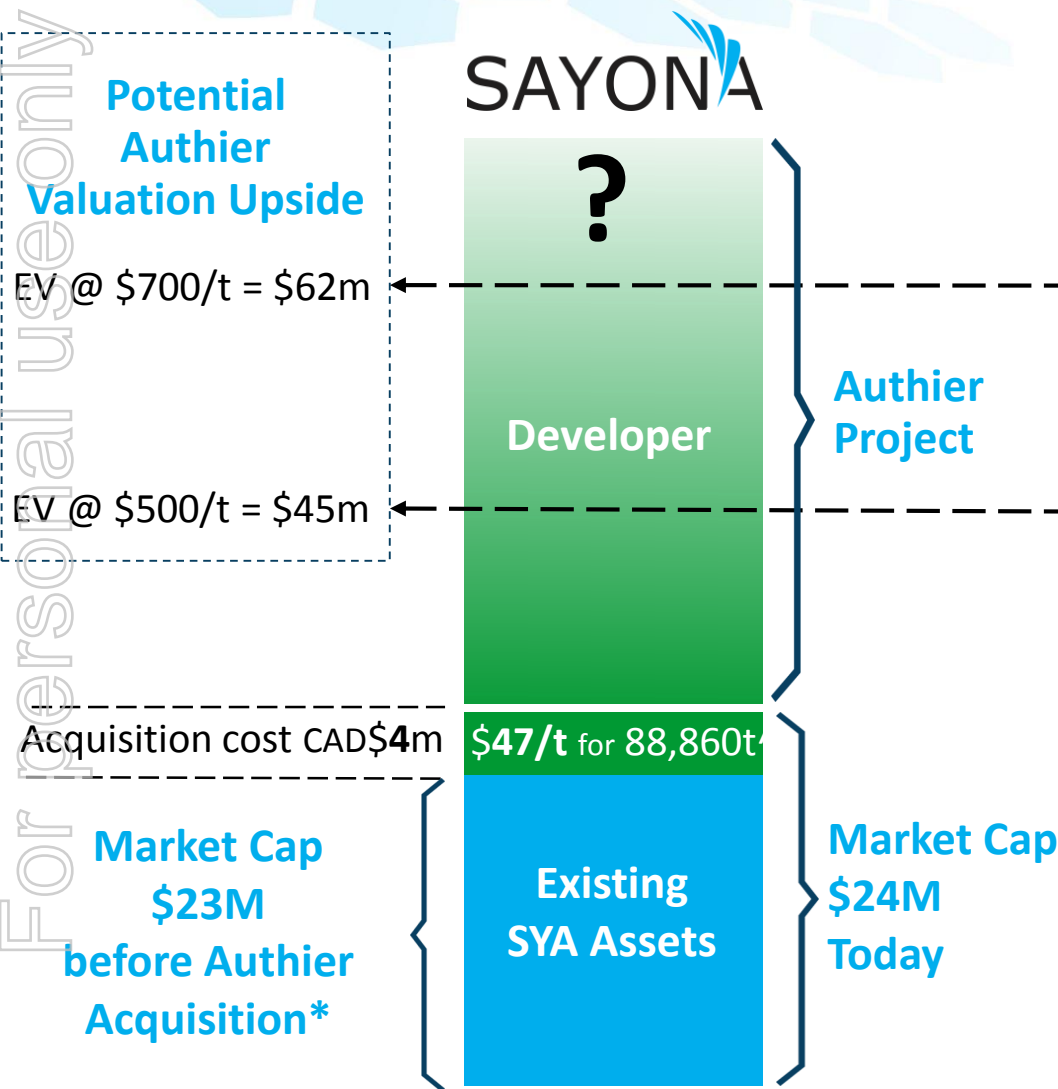 For personal use only
SAYONA
Potential
Authier
Valuation Upside
EV @ $700/t = $62m
EV @ $500/t = $45m
?
Developer
Authier
Project
Acquisition cost CAD$4m
$47/t for 88,860t^
Market Cap
$23M
before Authier
Acquisition*
Existing
SYA Assets
Market Cap
$24M
Today